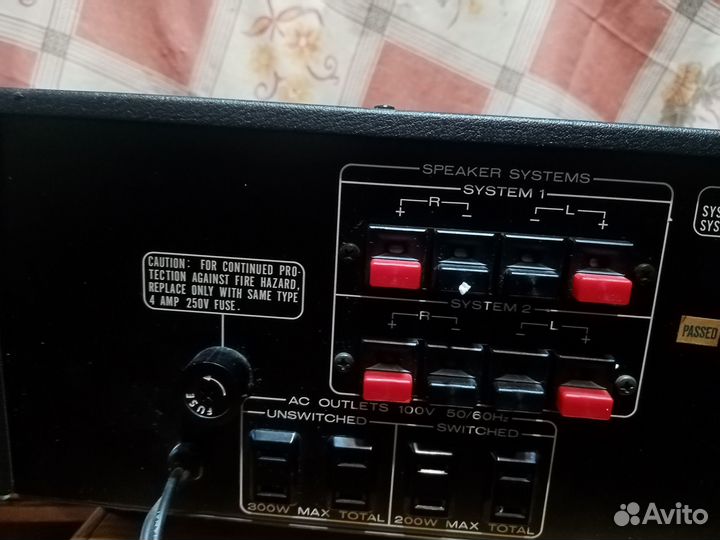 SPEAKER SYSTEMS
SYSTEM 1
+ R - - L +
SYS
SYS
CAUTION: FOR CONTINUED PRO-
TECTION AGAINST FIRE HAZARD,
REPLACE ONLY WITH SAME TYPE
4 AMP 250V FUSE.
SYSTEM 2
+ R - - L +
PASSED
FUSE
AC OUTLETS 100V 50/60Hz
UNSWITCHED SWITCHED
300W MAX TOTAL 200W MAX TOTAL
Avito